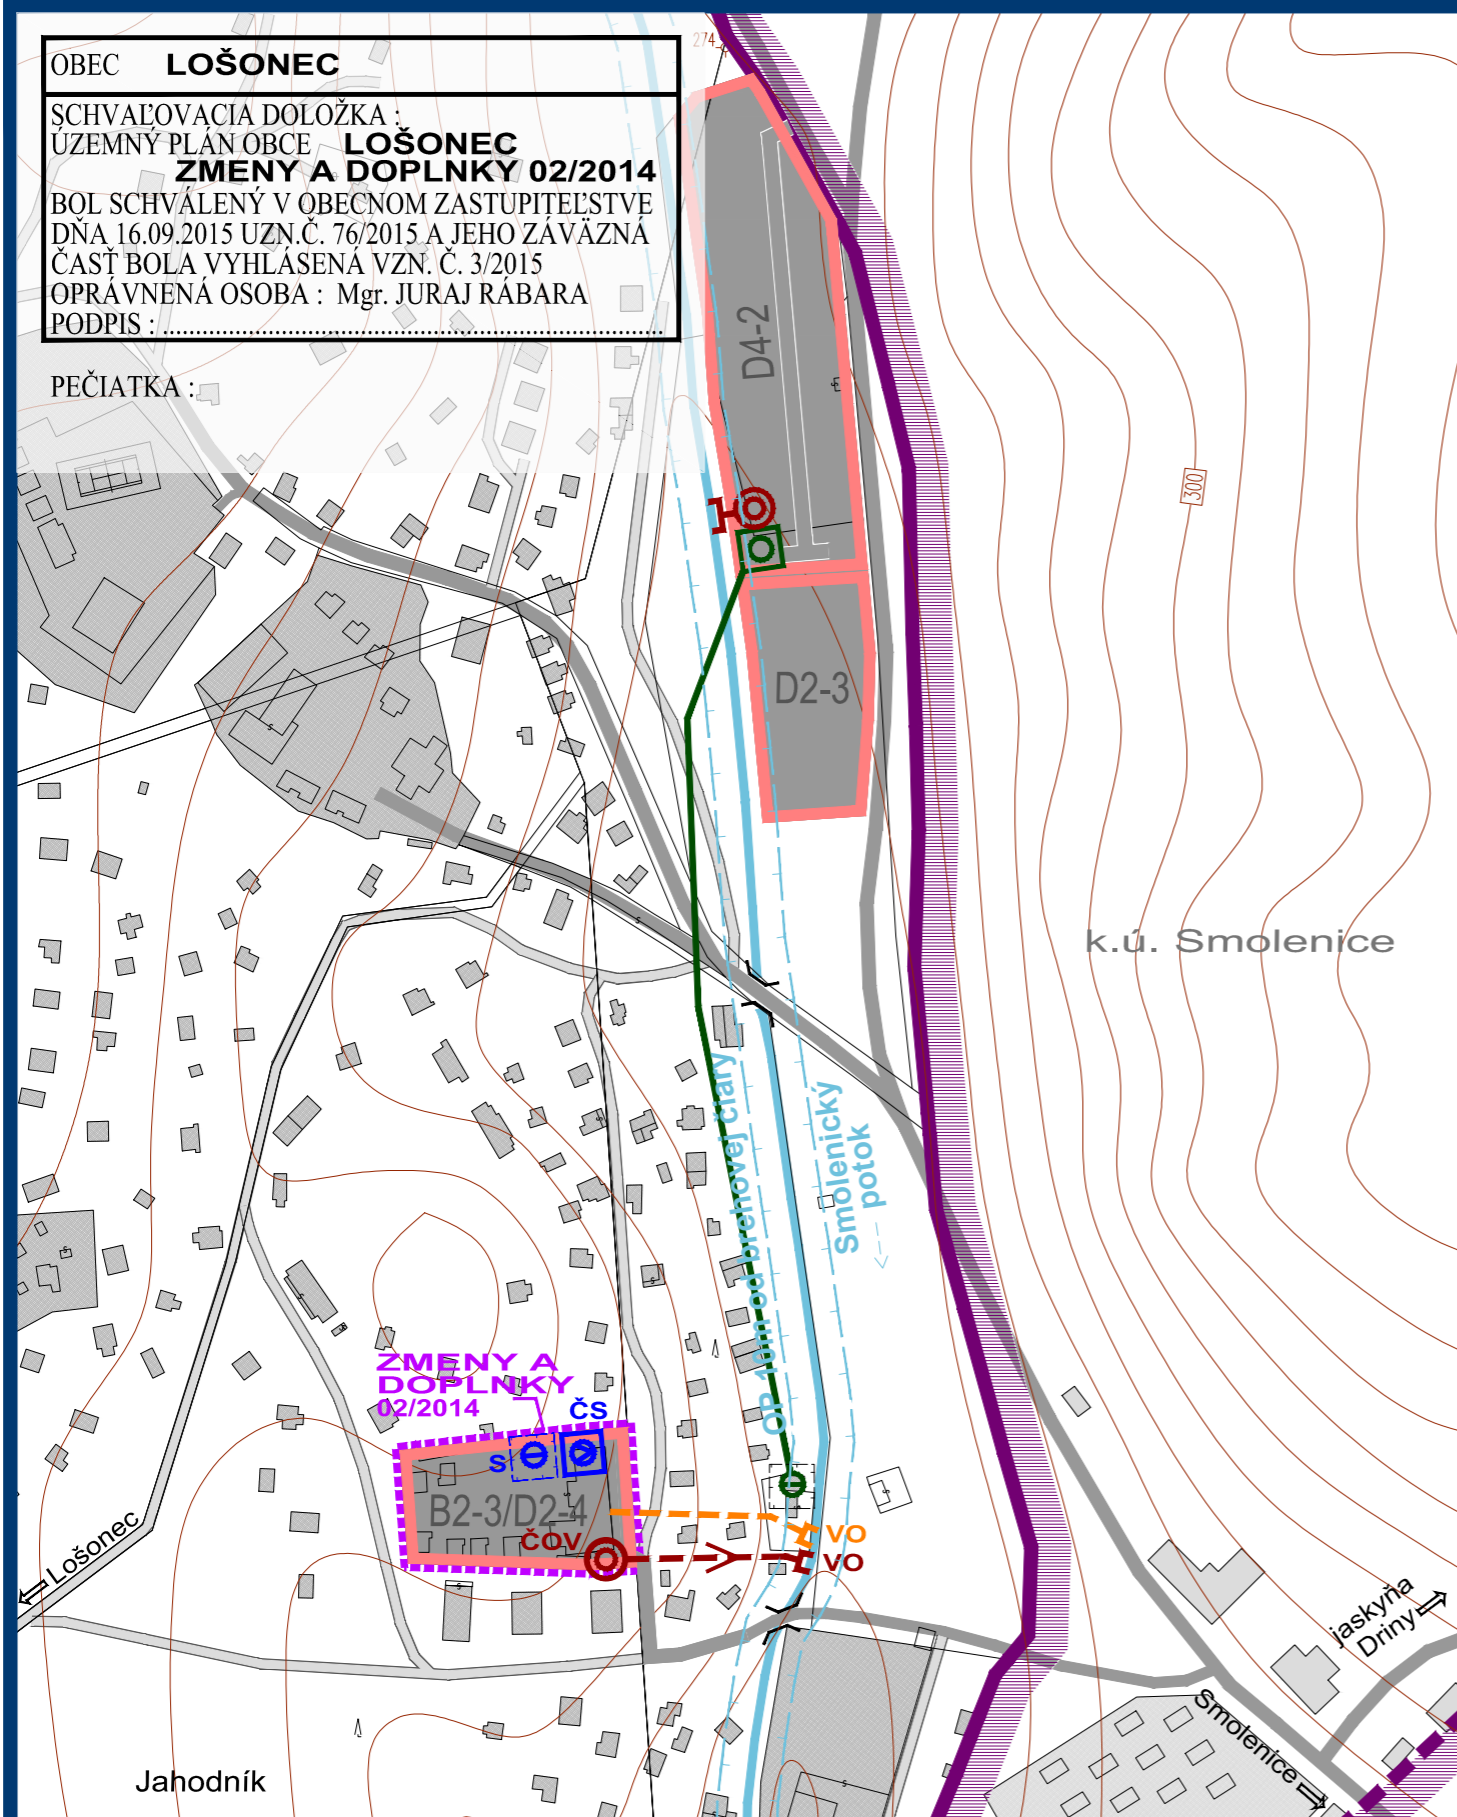 OBEC LOŠONEC
SCHVAĽOVACIA DOLOŽKA :
ÚZEMNÝ PLÁN OBCE LOŠONEC
ZMENY A DOPLNKY 02/2014
BOL SCHVÁLENÝ V OBECNOM ZASTUPITEĽSTVE
DŇA 16.09.2015 UZN.Č. 76/2015 A JEHO ZÁVÄZNÁ
ČASŤ BOLA VYHLÁSENÁ VZN. Č. 3/2015
OPRÁVNENÁ OSOBA : Mgr. JURAJ RÁBARA
PODPIS : ......................................................................
PEČIATKA :
274
D4-2
300
D2-3
k.ú. Smolenice
OP 10m od brehovej čiary
Smolenický
potok
ZMENY A
DOPLNKY
02/2014
ČS
S
B2-3/D2-4
ČOV
VO
VO
Lošonec
jaskyňa
Driny
Smolenice
Jahodník